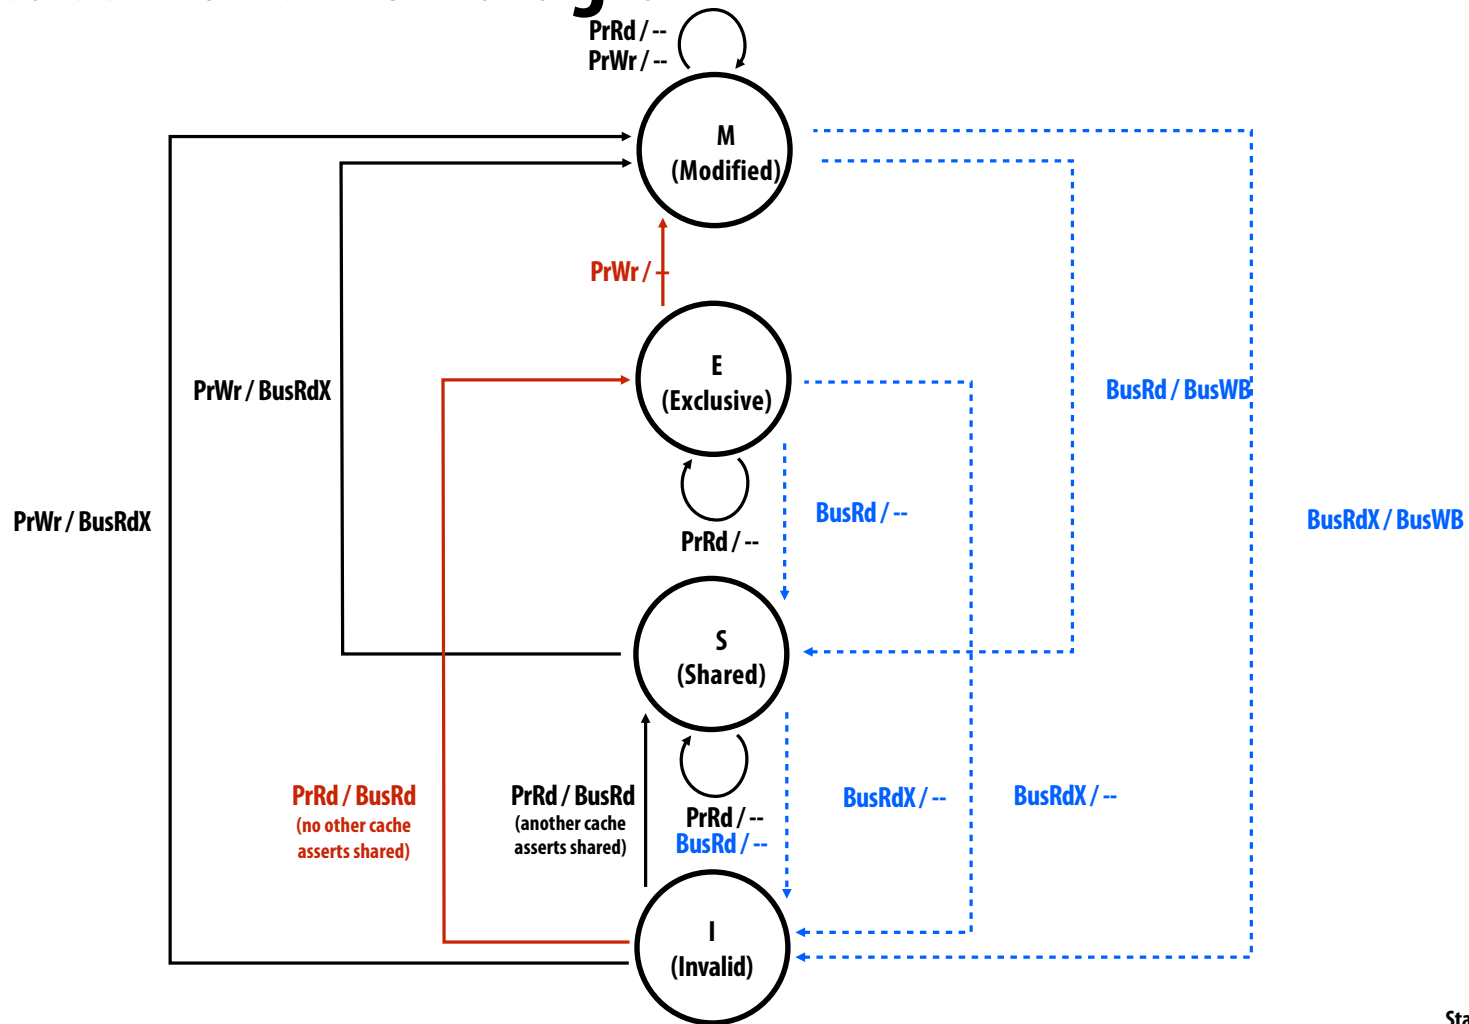 PrRd / --
PrWr / --
M
(Modified)
PrWr / --
E
(Exclusive)
PrWr / BusRdX
BusRd / BusWB
PrWr / BusRdX
BusRd / --
BusRdX / BusWB
PrRd / --
S
(Shared)
PrRd / BusRd
(no other cache
asserts shared)
PrRd / BusRd
(another cache
asserts shared)
PrRd / --
BusRd / --
BusRdX / --
BusRdX / --
I
(Invalid)
Sta